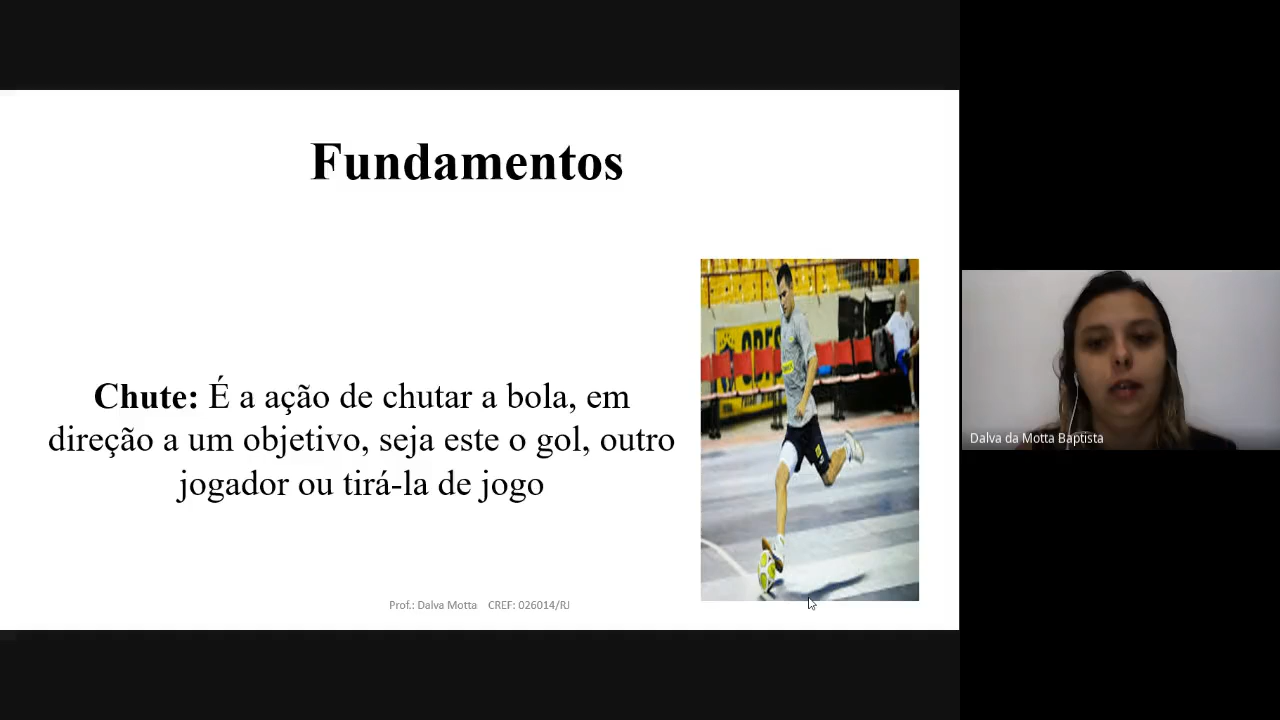 Fundamentos
Chute: É a ação de chutar a bola, em
direção a um objetivo, seja este o gol, outro
jogador ou tirá-la de jogo
Prof.: Dalva Motta CREF: 026014/RJ
Dalva da Motta Baptista